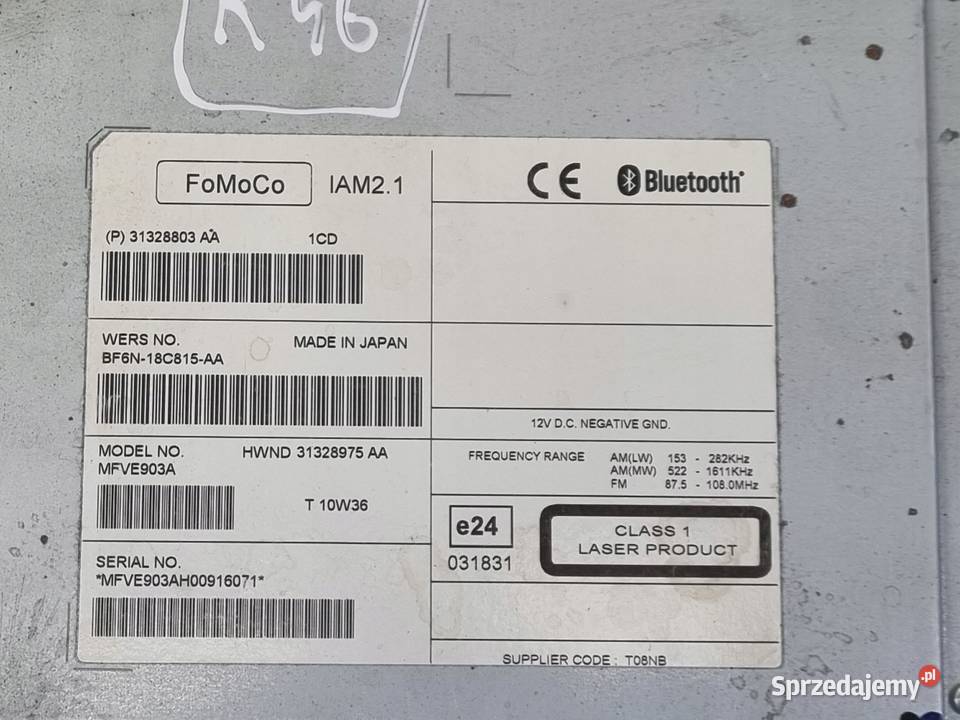 K 46
FoMoCo IAM2.1
CE Bluetooth
(P) 31328803 AA 1CD
WERS NO. MADE IN JAPAN
BF6N-18C815-AA
12V D.C. NEGATIVE GND.
MODEL NO. HWND 31328975 AA
MFVE903A
T 10W36
FREQUENCY RANGE AM(LW) 153 - 282KHz
AM(MW) 522 - 1611KHz
FM 87.5 - 108.0MHz
e24
031831
CLASS 1
LASER PRODUCT
SERIAL NO.
*MFVE903AH00916071*
SUPPLIER CODE : T08NB
Sprzedajemy.pl